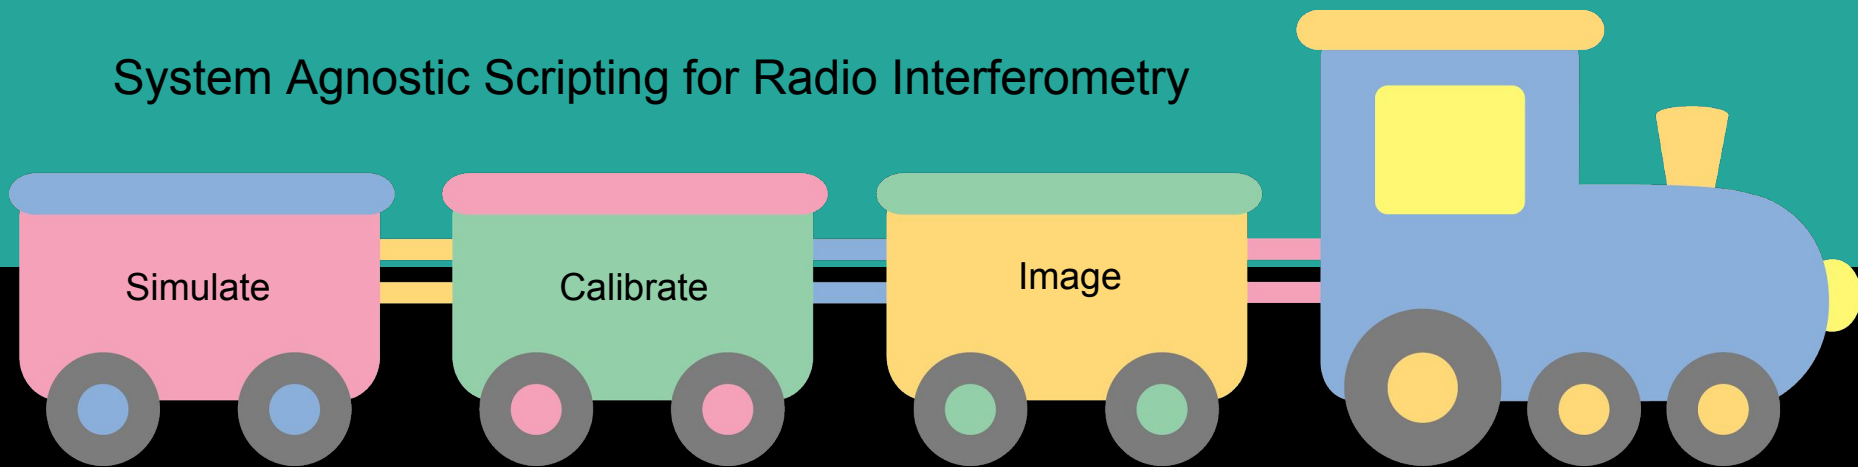 System Agnostic Scripting for Radio Interferometry
Simulate
Calibrate
Image